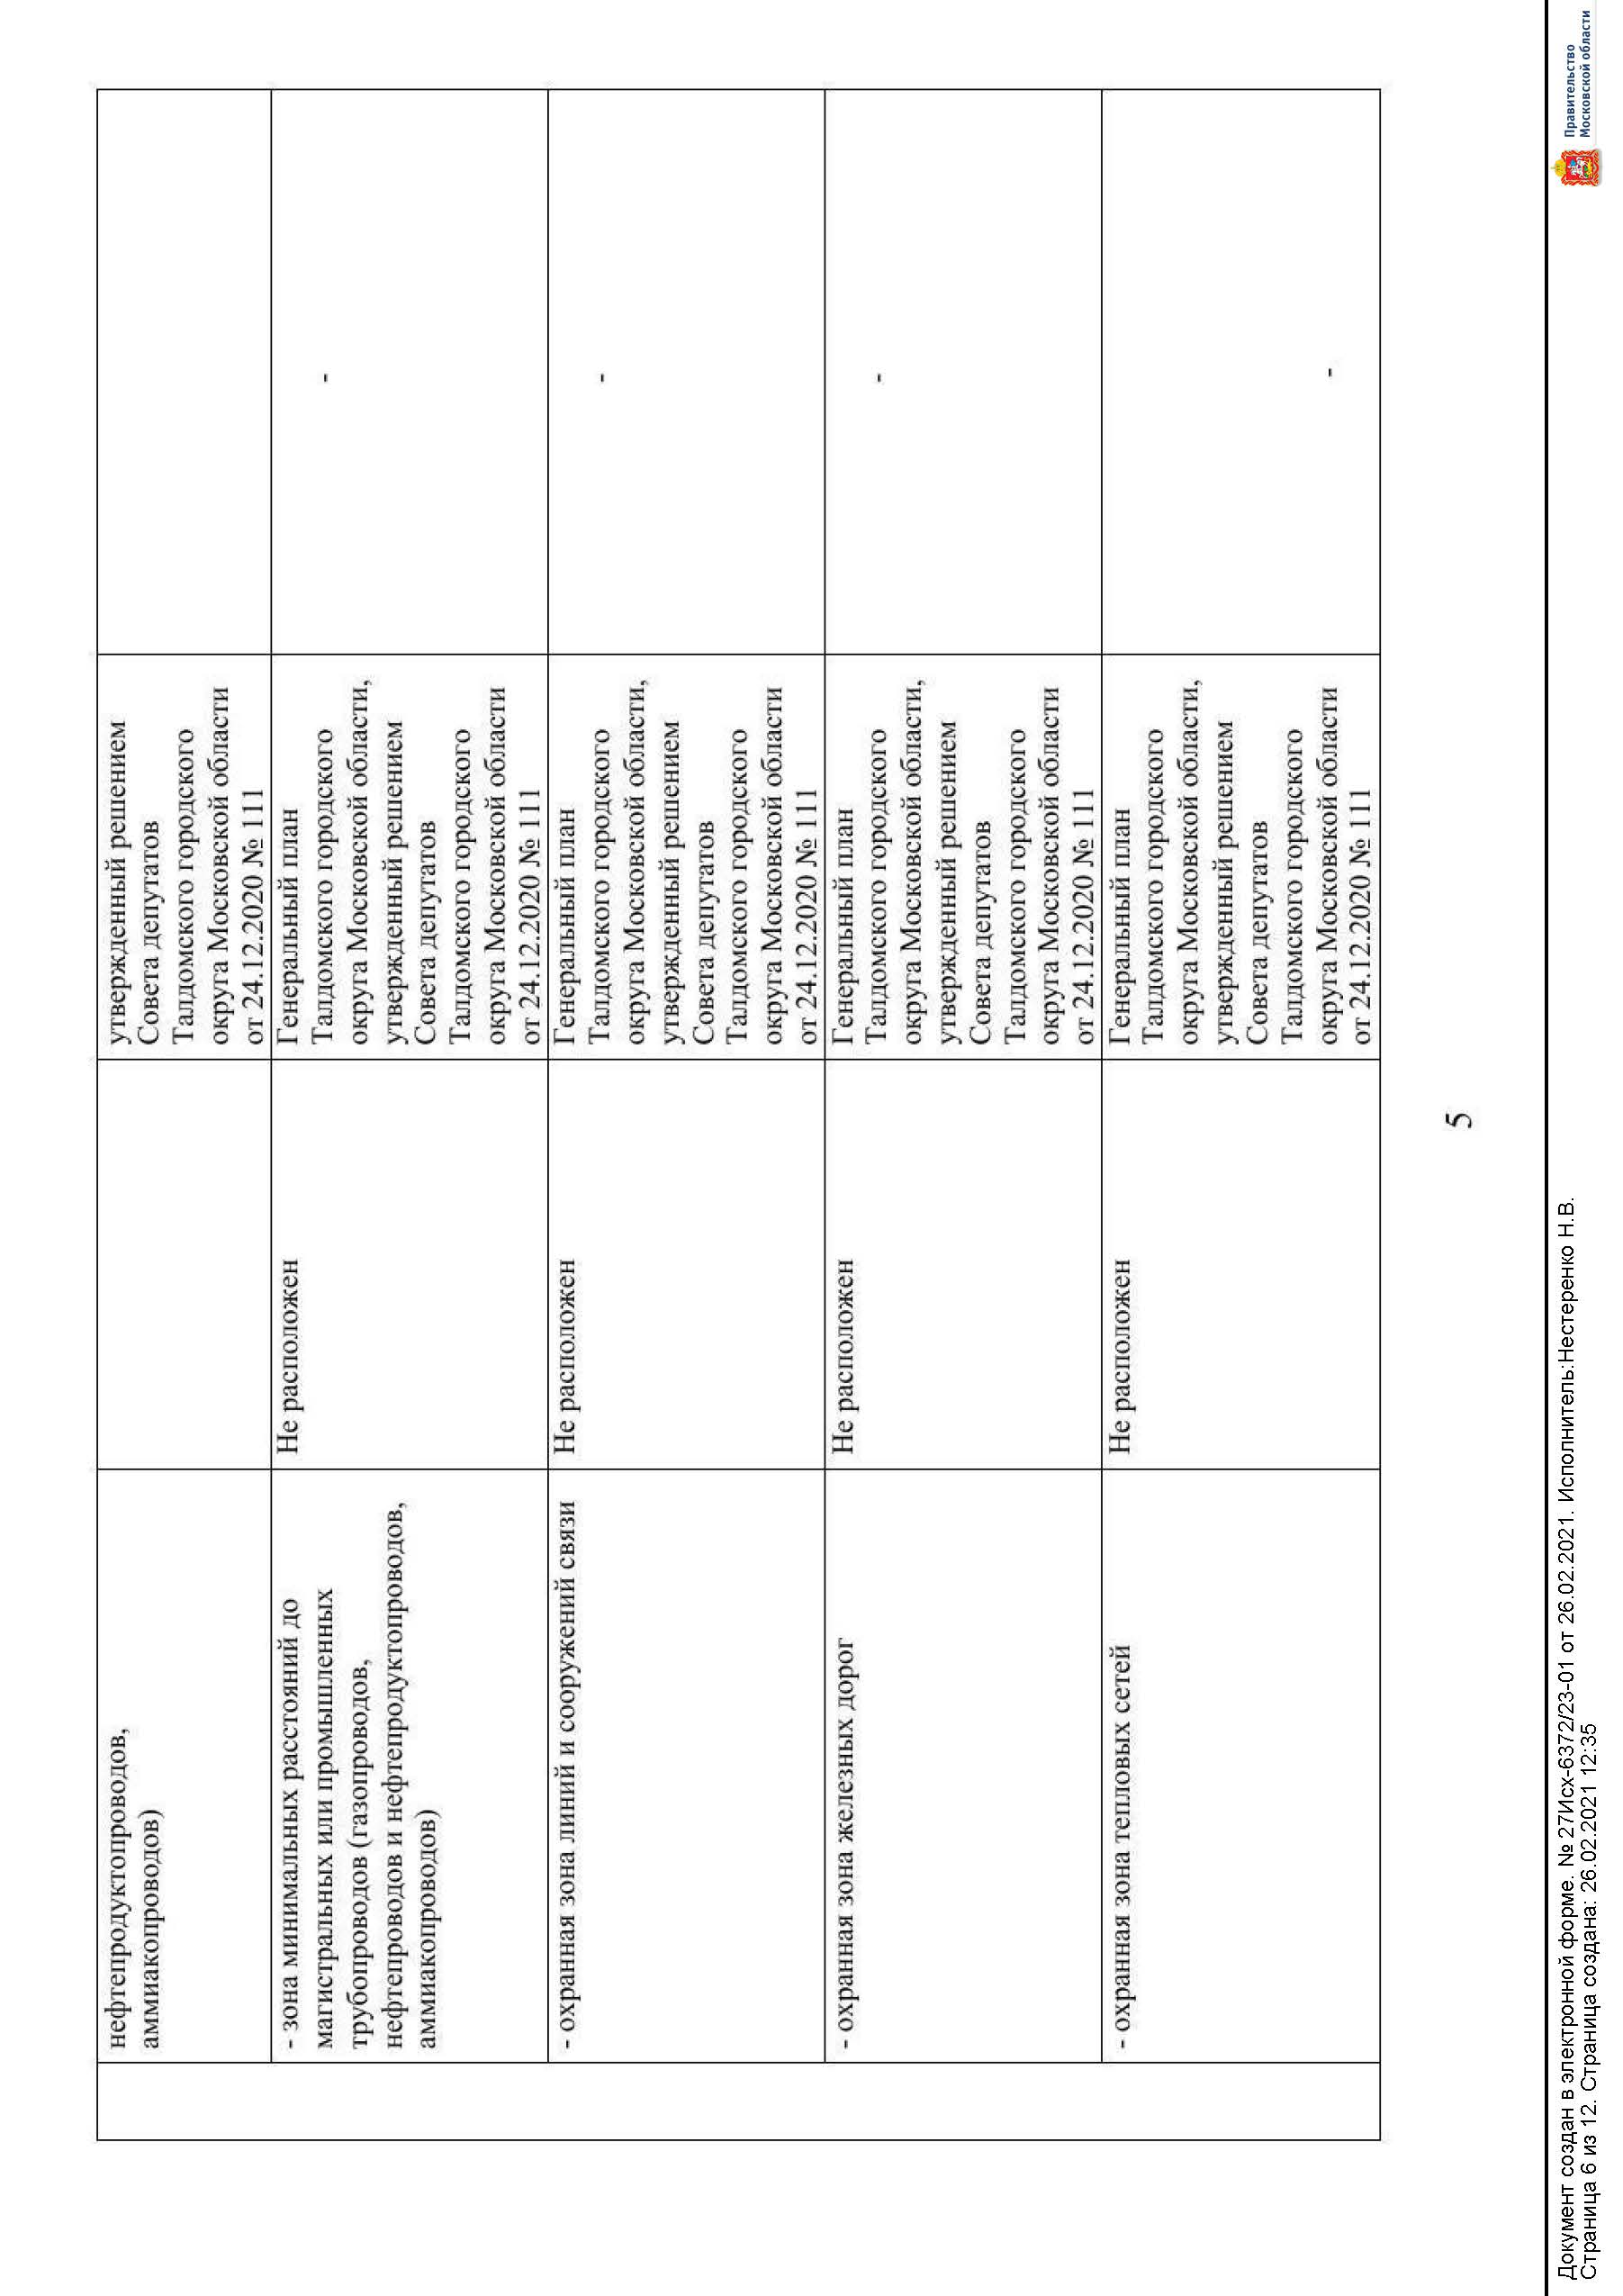 нефтепродуктопроводов,
аммиакопроводов)
утвержденный решением
Совета депутатов
Талдомского городского
округа Московской области
от 24.12.2020 № 111
- зона минимальных расстояний до
магистральных или промышленных
трубопроводов (газопроводов,
нефтепроводов и нефтепродуктопроводов,
аммиакопроводов)
Не расположен
Генеральный план
Талдомского городского
округа Московской области,
утвержденный решением
Совета депутатов
Талдомского городского
округа Московской области
от 24.12.2020 № 111
-
- охранная зона линий и сооружений связи
Не расположен
Генеральный план
Талдомского городского
округа Московской области,
утвержденный решением
Совета депутатов
Талдомского городского
округа Московской области
от 24.12.2020 № 111
-
- охранная зона железных дорог
Не расположен
Генеральный план
Талдомского городского
округа Московской области,
утвержденный решением
Совета депутатов
Талдомского городского
округа Московской области
от 24.12.2020 № 111
-
- охранная зона тепловых сетей
Не расположен
Генеральный план
Талдомского городского
округа Московской области,
утвержденный решением
Совета депутатов
Талдомского городского
округа Московской области
от 24.12.2020 № 111
-
5
Документ создан в электронной форме. № 27Исх-6372/23-01 от 26.02.2021. Исполнитель:Нестеренко Н.В.
Страница 6 из 12. Страница создана: 26.02.2021 12:35
Правительство
Московской области